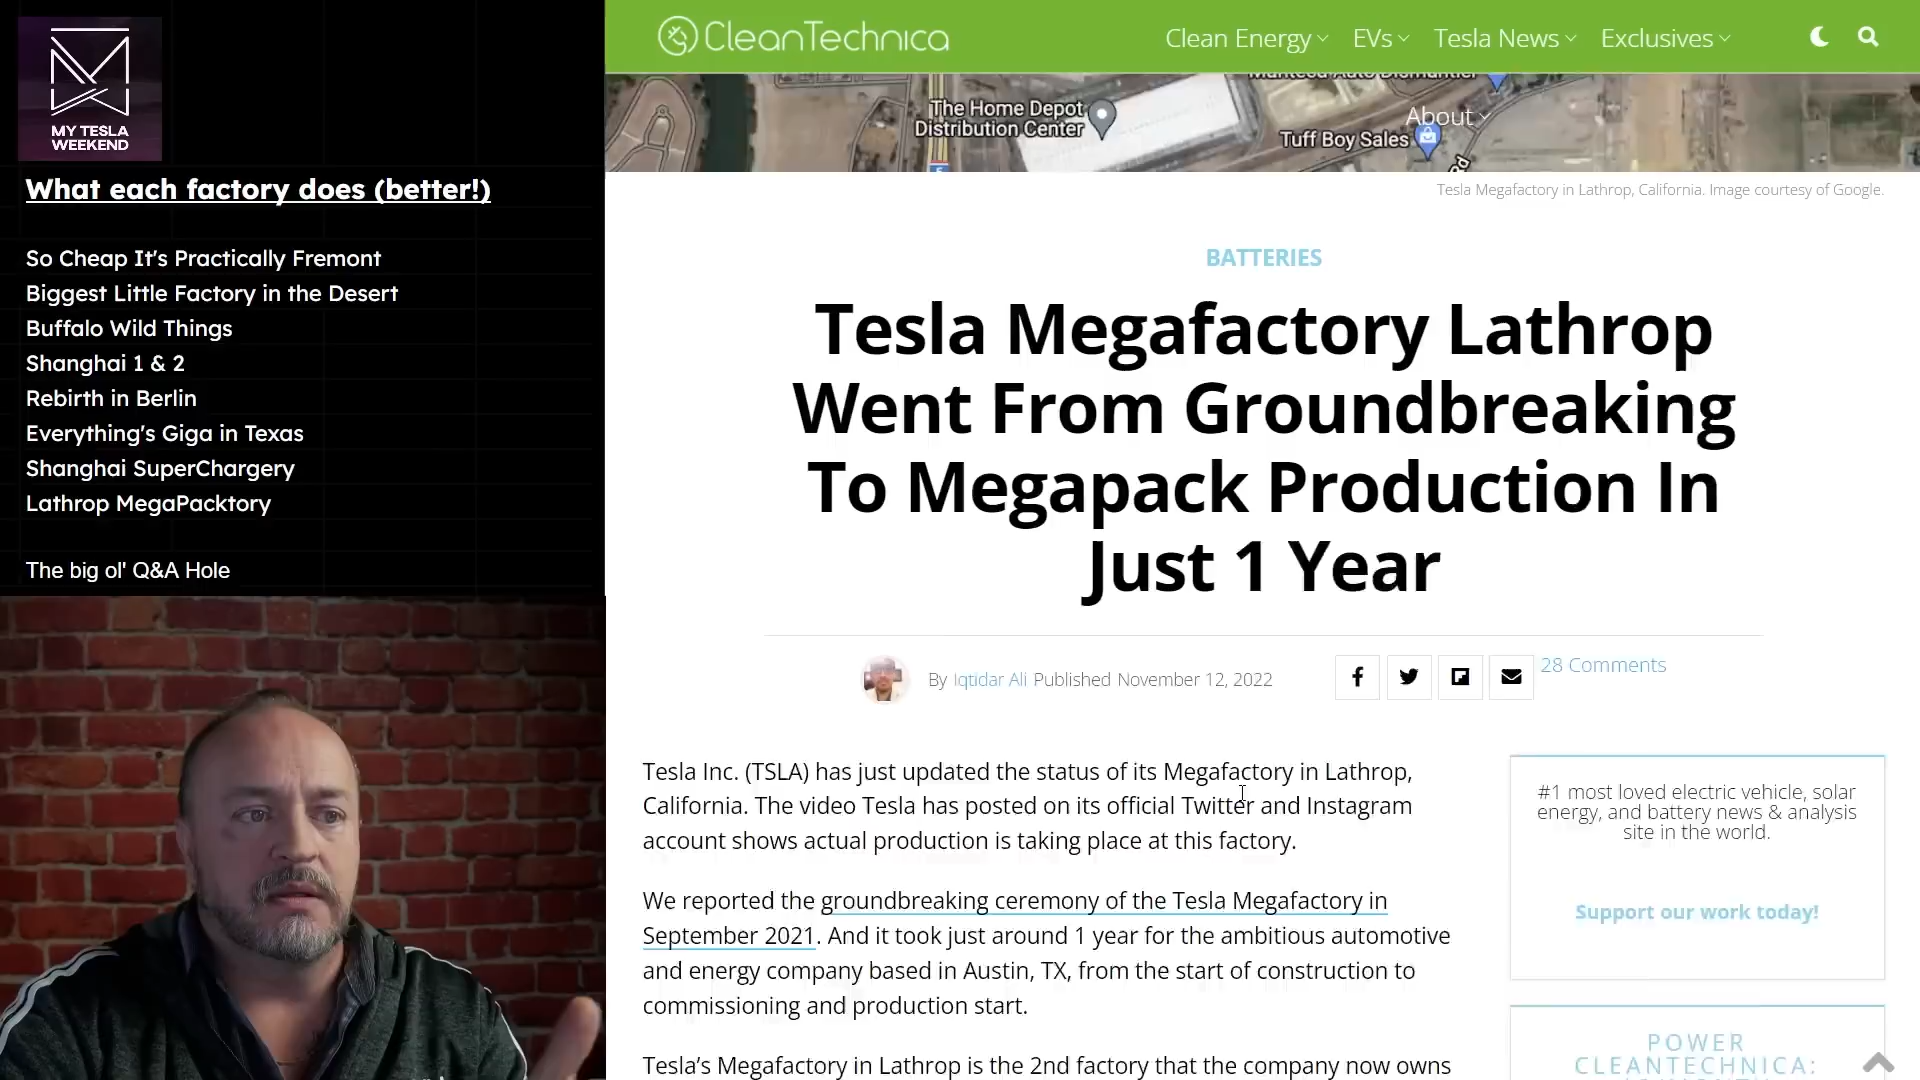 MY TESLA
WEEKEND
What each factory does (better!)
So Cheap It's Practically Fremont
Biggest Little Factory in the Desert
Buffalo Wild Things
Shanghai 1 & 2
Rebirth in Berlin
Everything's Giga in Texas
Shanghai SuperChargery
Lathrop MegaPacktory
The big ol' Q&A Hole
CleanTechnica
Clean Energy
EVs
Tesla News
Exclusives
About
The Home Depot
Distribution Center
Tuff Boy Sales
Rd
5
Tesla Megafactory in Lathrop, California. Image courtesy of Google.
BATTERIES
Tesla Megafactory Lathrop
Went From Groundbreaking
To Megapack Production In
Just 1 Year
By Iqtidar Ali Published November 12, 2022
28 Comments
Tesla Inc. (TSLA) has just updated the status of its Megafactory in Lathrop,
California. The video Tesla has posted on its official Twitter and Instagram
account shows actual production is taking place at this factory.
We reported the groundbreaking ceremony of the Tesla Megafactory in
September 2021. And it took just around 1 year for the ambitious automotive
and energy company based in Austin, TX, from the start of construction to
commissioning and production start.
Tesla's Megafactory in Lathrop is the 2nd factory that the company now owns
#1 most loved electric vehicle, solar
energy, and battery news & analysis
site in the world.
Support our work today!
POWER
CLEANTECHNICA: